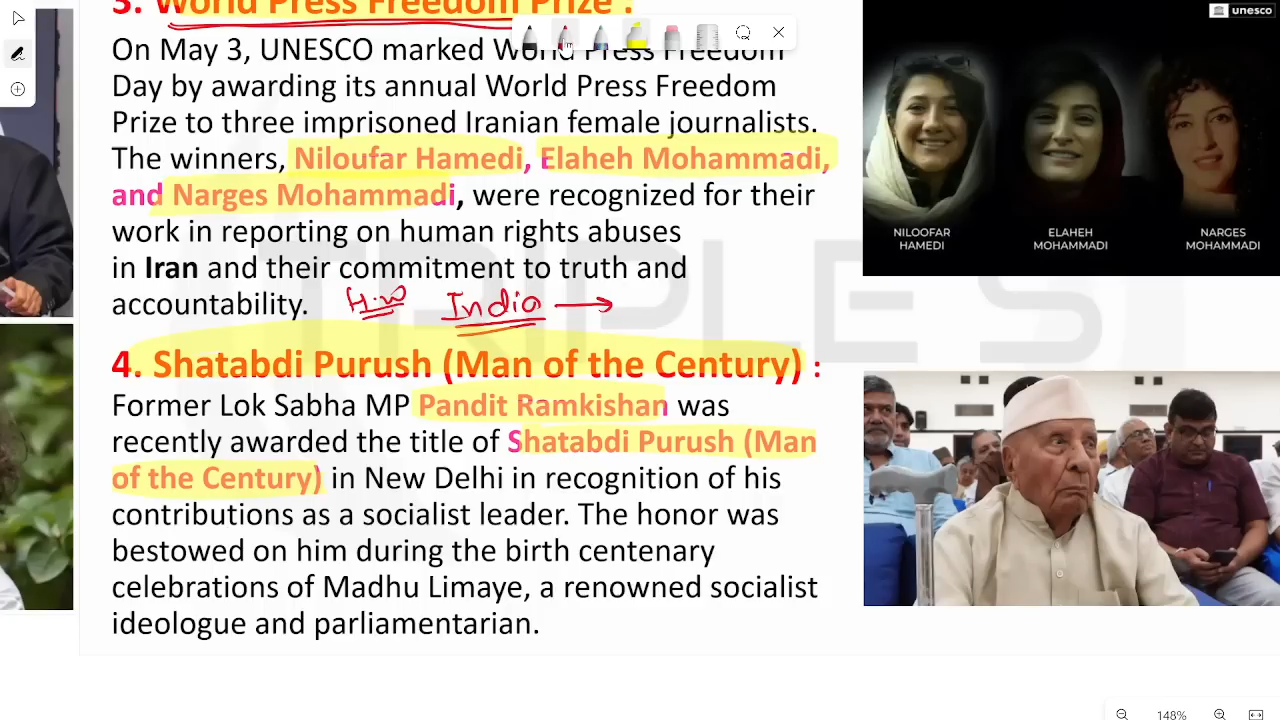 3. World Press Freedom Prize :
On May 3, UNESCO marked World Press Freedom
Day by awarding its annual World Press Freedom
Prize to three imprisoned Iranian female journalists.
The winners, Niloufar Hamedi, Elaheh Mohammadi,
and Narges Mohammadi, were recognized for their
work in reporting on human rights abuses
in Iran and their commitment to truth and
accountability. H.W India →
4. Shatabdi Purush (Man of the Century) :
Former Lok Sabha MP Pandit Ramkishan was
recently awarded the title of Shatabdi Purush (Man
of the Century) in New Delhi in recognition of his
contributions as a socialist leader. The honor was
bestowed on him during the birth centenary
celebrations of Madhu Limaye, a renowned socialist
ideologue and parliamentarian.
unesco
NILOOFAR
HAMEDI
ELAHEH
MOHAMMADI
NARGES
MOHAMMADI
TRIPLE S
148%